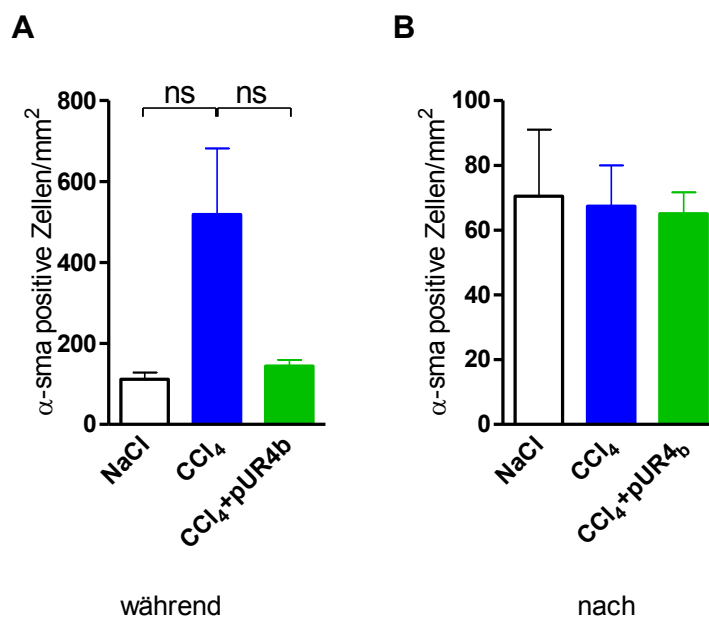 A
α-sma positive Zellen/mm²
800
600
400
200
0
ns
ns
NaCl
CCl₄
CCl₄+pUR4b
während
B
α-sma positive Zellen/mm²
100
80
60
40
20
0
NaCl
CCl₄
CCl₄+pUR4b
nach